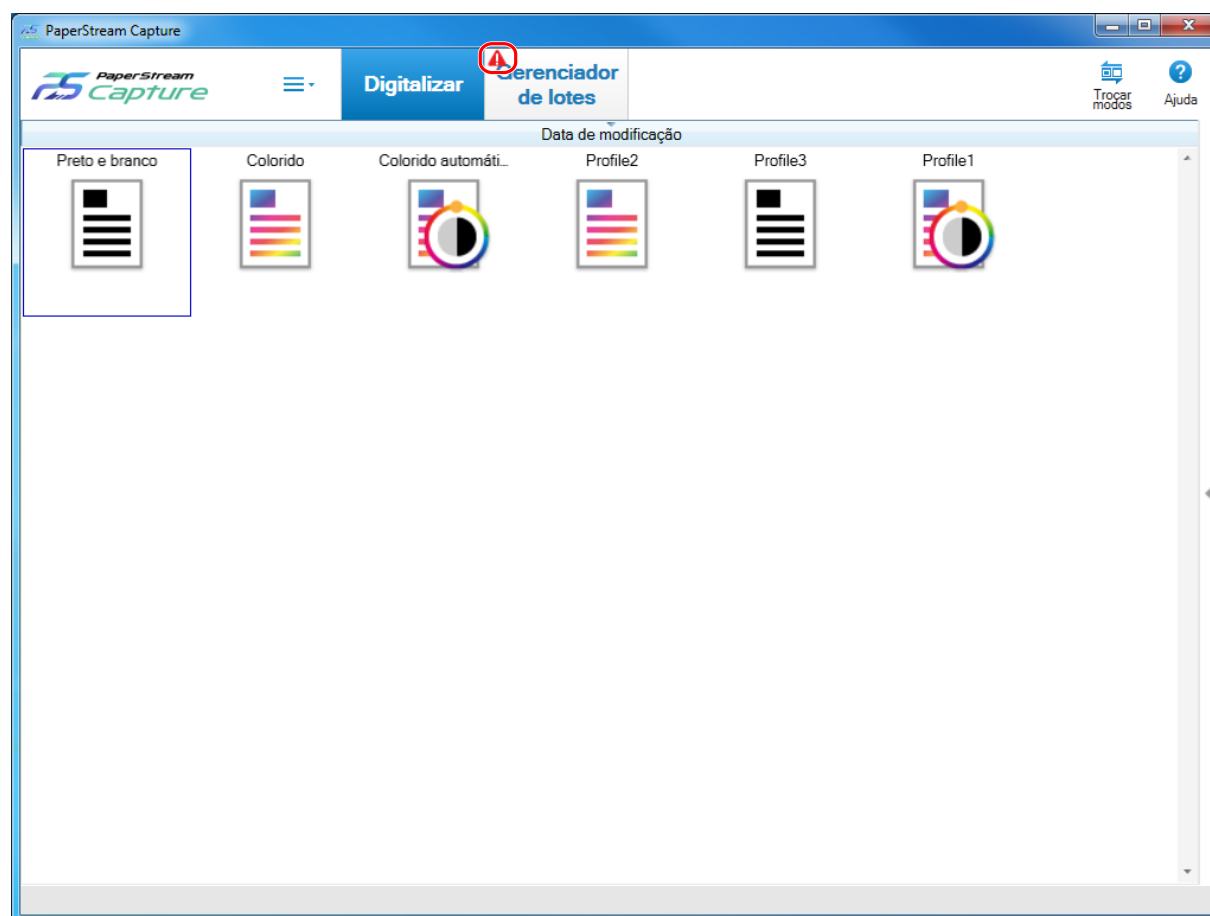 PaperStream Capture
PaperStream
Capture
Digitalizar
Gerenciador
de lotes
Trocar
modos
Ajuda
Data de modificação
Preto e branco
Colorido
Colorido automáti...
Profile2
Profile3
Profile1